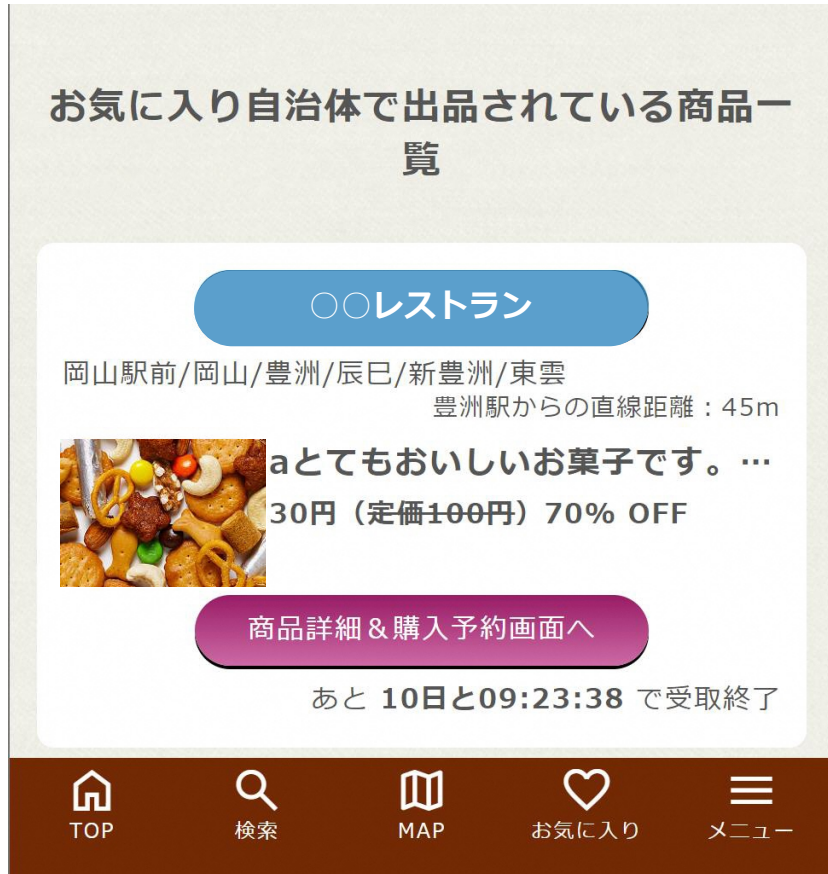 お気に入り自治体で出品されている商品一
覧
○○レストラン
岡山駅前/岡山/豊洲/辰巳/新豊洲/東雲
豊洲駅からの直線距離：45m
aとてもおいしいお菓子です。…
30円（定価100円）70% OFF
商品詳細＆購入予約画面へ
あと 10日と09:23:38 で受取終了
TOP 検索 MAP お気に入り メニュー